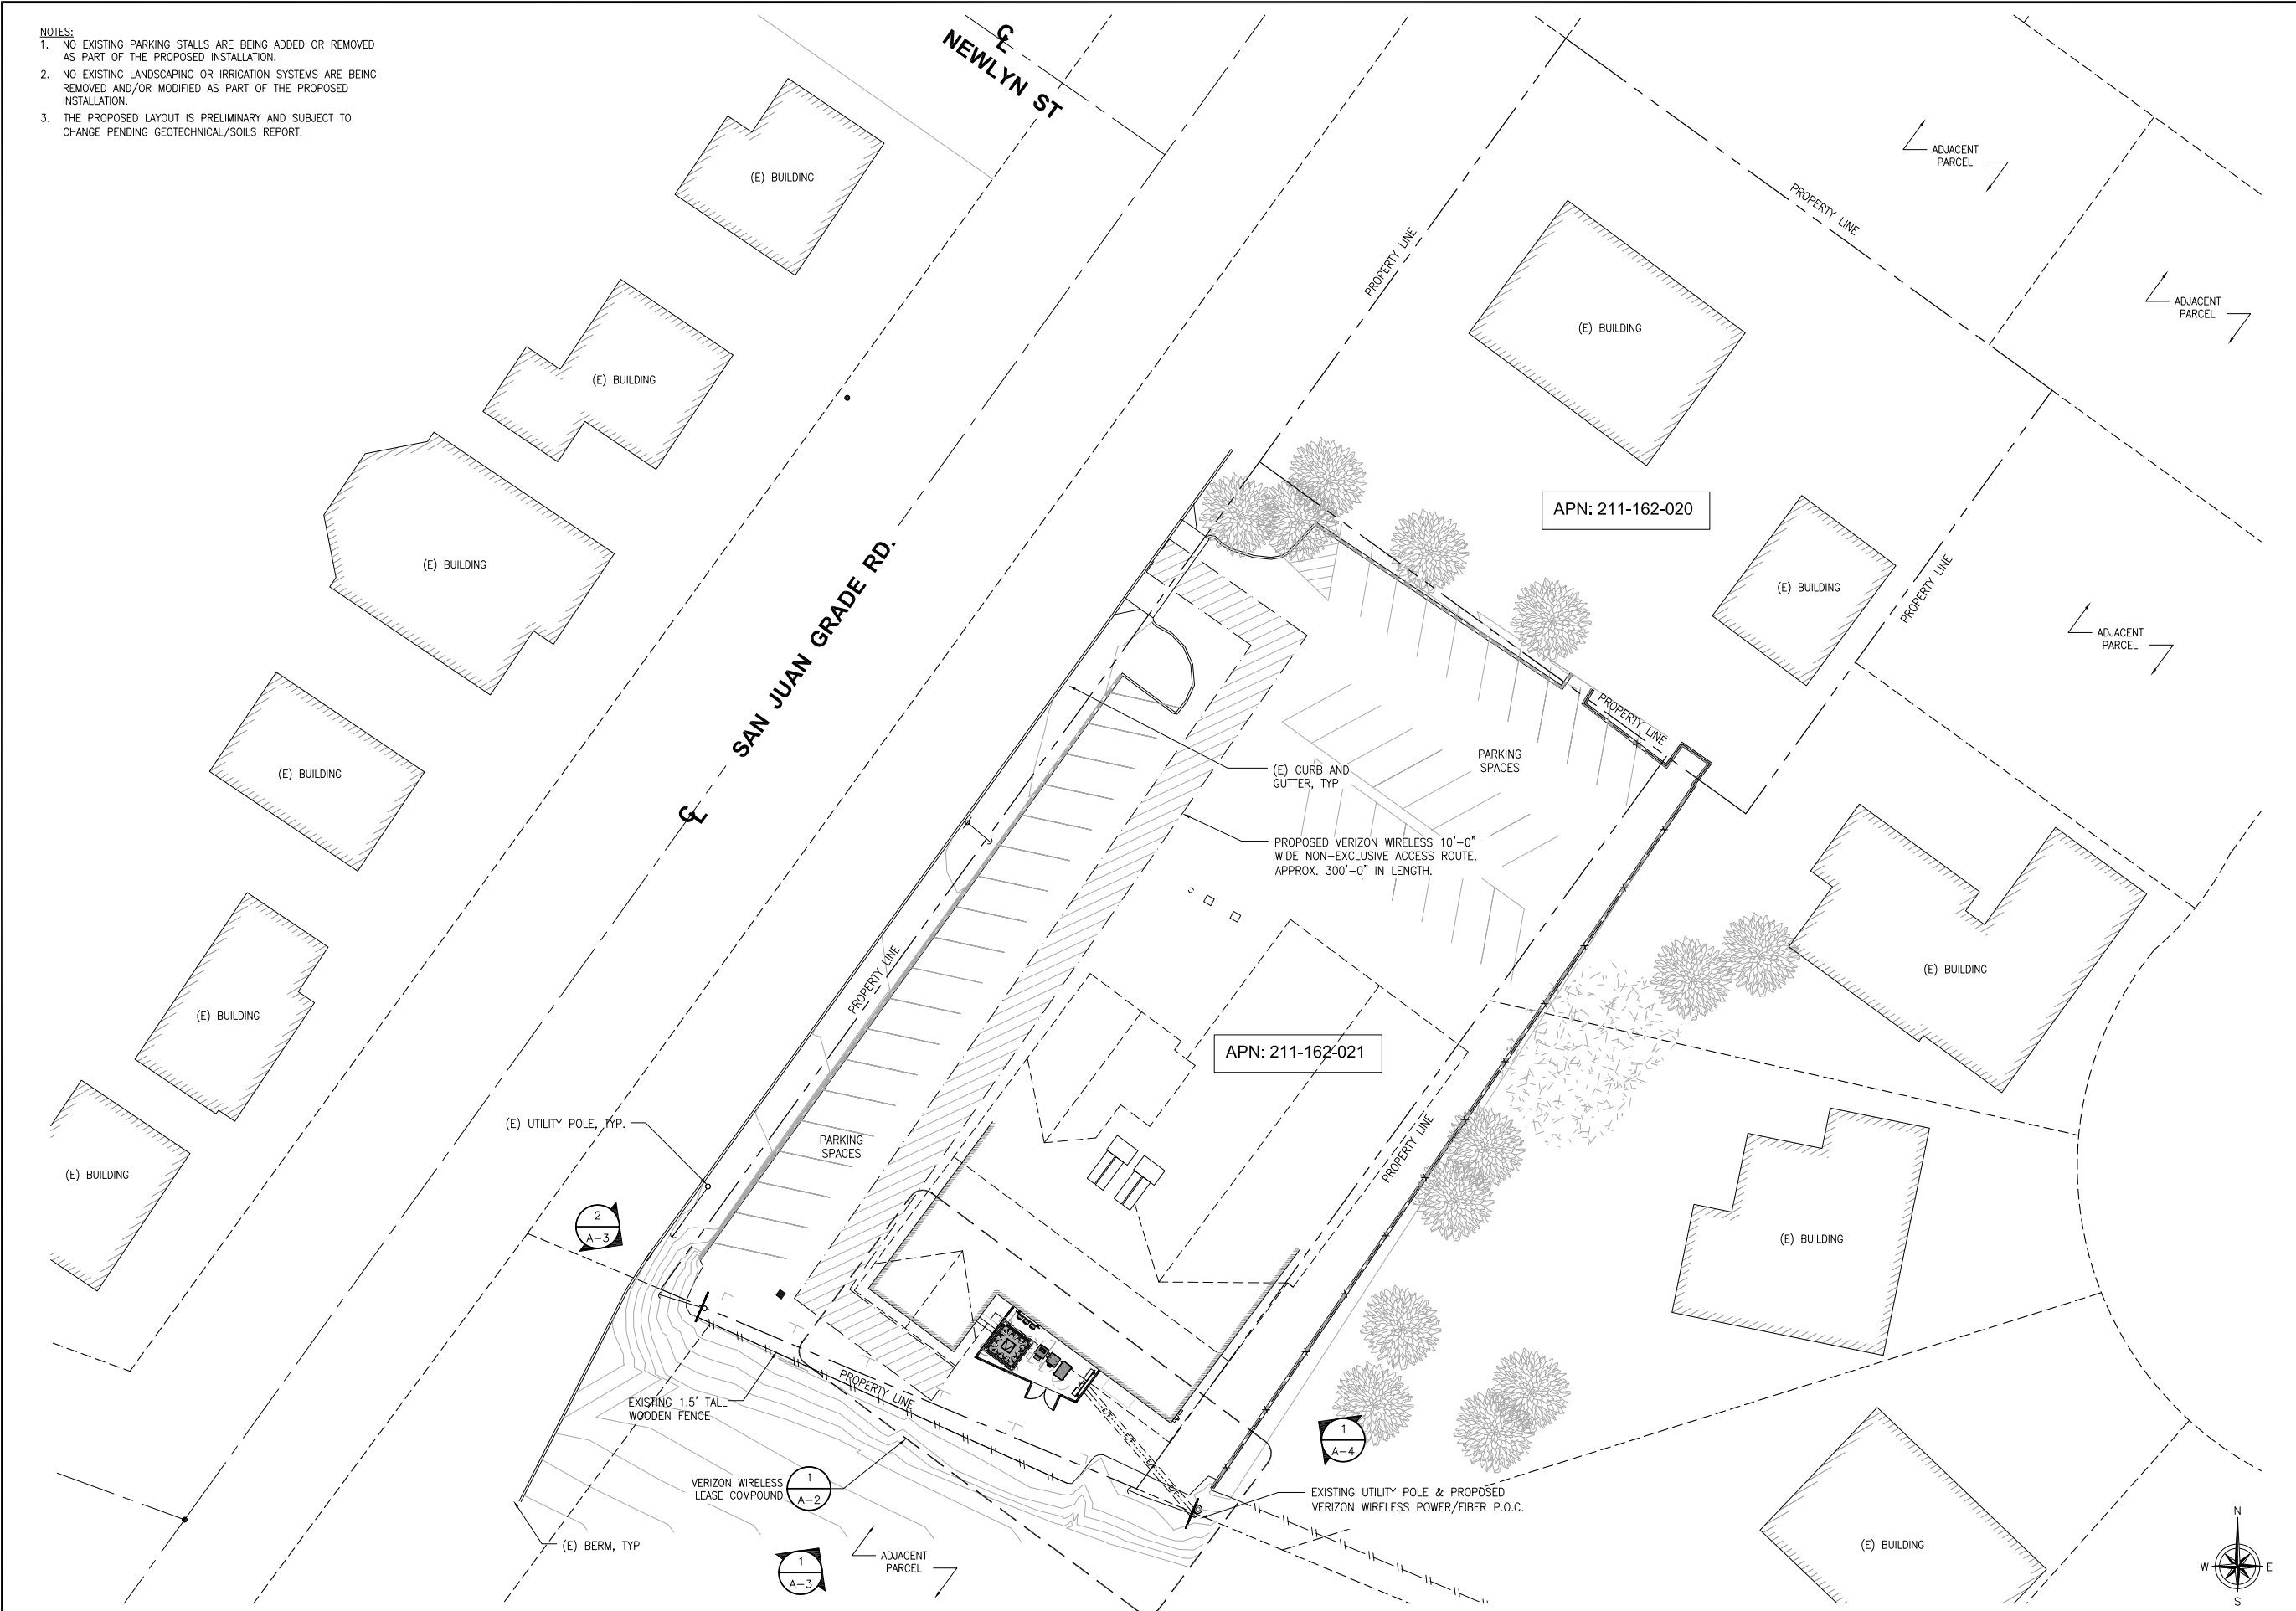 NOTES:
1. NO EXISTING PARKING STALLS ARE BEING ADDED OR REMOVED
AS PART OF THE PROPOSED INSTALLATION.
2. NO EXISTING LANDSCAPING OR IRRIGATION SYSTEMS ARE BEING
REMOVED AND/OR MODIFIED AS PART OF THE PROPOSED
INSTALLATION.
3. THE PROPOSED LAYOUT IS PRELIMINARY AND SUBJECT TO
CHANGE PENDING GEOTECHNICAL/SOILS REPORT.
CL
NEWLYN ST
(E) BUILDING
ADJACENT
PARCEL
PROPERTY LINE
PROPERTY LINE
ADJACENT
PARCEL
(E) BUILDING
(E) BUILDING
(E) BUILDING
APN: 211-162-020
(E) BUILDING
SAN JUAN GRADE RD.
CL
(E) BUILDING
PROPERTY LINE
ADJACENT
PARCEL
PROPERTY LINE
(E) BUILDING
PARKING
SPACES
(E) CURB AND
GUTTER, TYP
PROPOSED VERIZON WIRELESS 10'-0"
WIDE NON-EXCLUSIVE ACCESS ROUTE,
APPROX. 300'-0" IN LENGTH.
PROPERTY LINE
(E) BUILDING
(E) BUILDING
APN: 211-162-021
(E) UTILITY POLE, TYP.
PARKING
SPACES
PROPERTY LINE
(E) BUILDING
2
A-3
(E) BUILDING
EXISTING 1.5' TALL
WOODEN FENCE
PROPERTY LINE
1
A-4
VERIZON WIRELESS
LEASE COMPOUND
1
A-2
EXISTING UTILITY POLE & PROPOSED
VERIZON WIRELESS POWER/FIBER P.O.C.
(E) BERM, TYP
1
A-3
ADJACENT
PARCEL
(E) BUILDING
N
W E
S